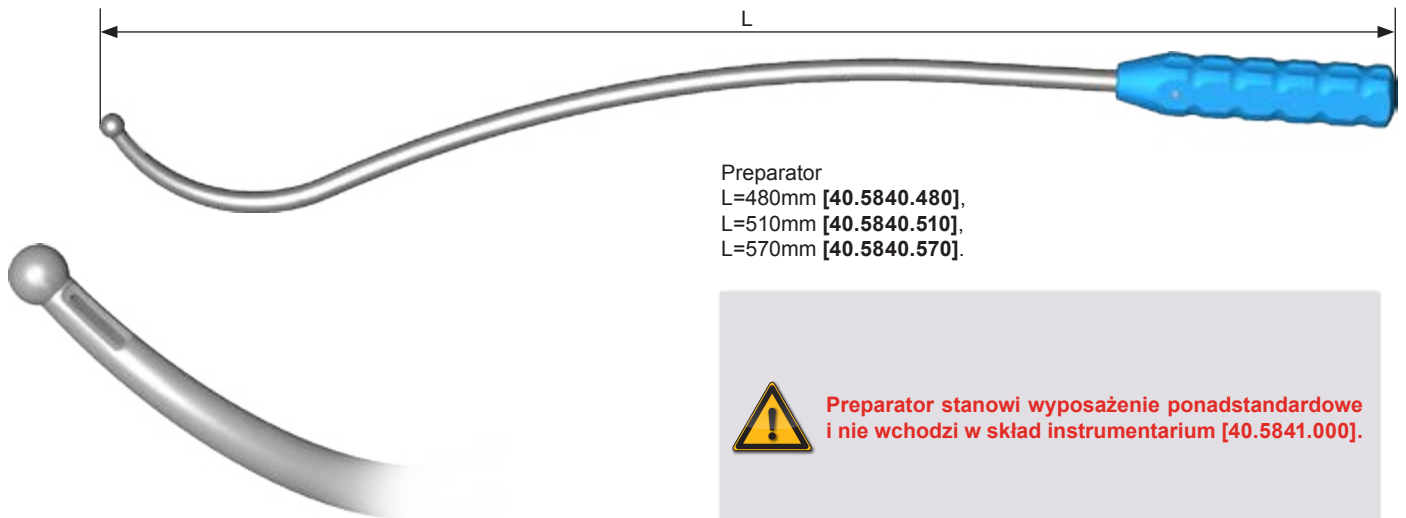 L
Preparator
L=480mm [40.5840.480],
L=510mm [40.5840.510],
L=570mm [40.5840.570].
Preparator stanowi wyposażenie ponadstandardowe
i nie wchodzi w skład instrumentarium [40.5841.000].